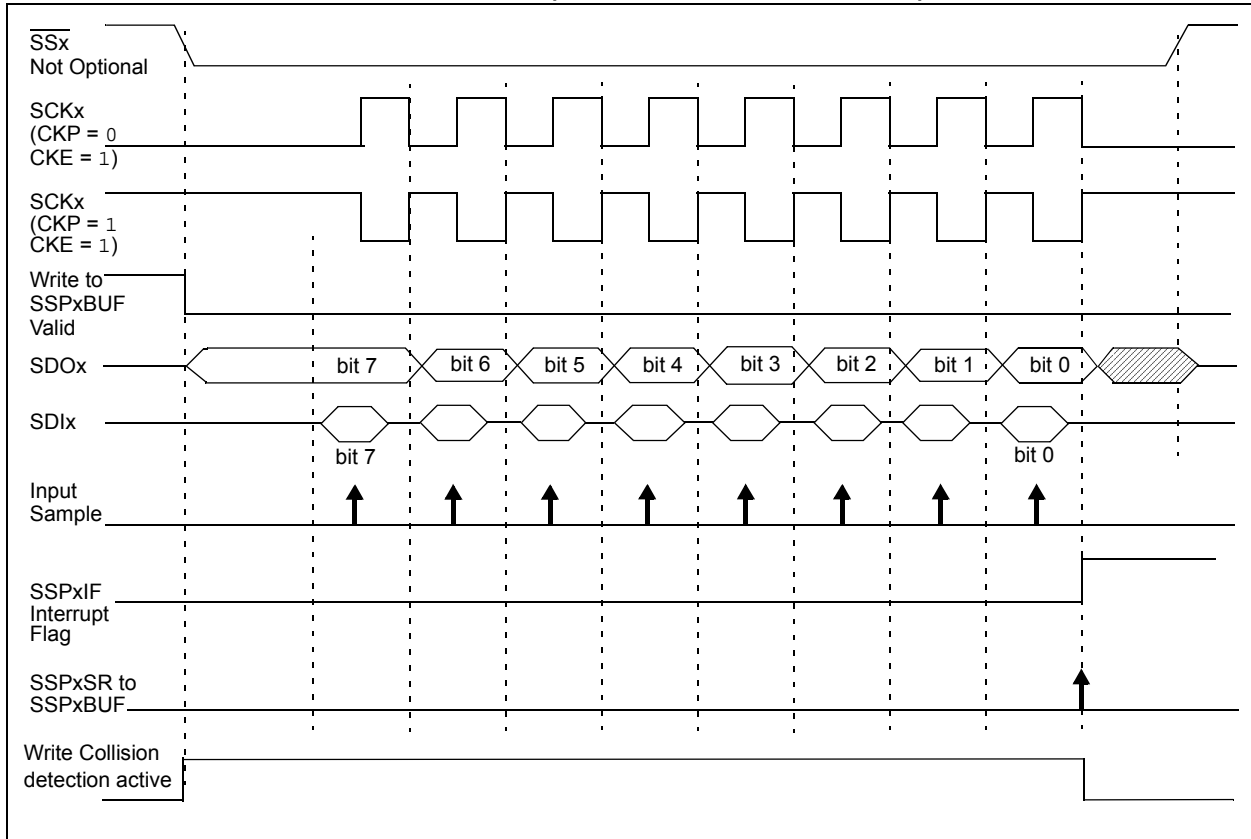 SSx
Not Optional
SCKx
(CKP = 0
CKE = 1)
SCKx
(CKP = 1
CKE = 1)
Write to
SSPxBUF
Valid
SDOx
bit 7
bit 6
bit 5
bit 4
bit 3
bit 2
bit 1
bit 0
SDIx
bit 7
bit 0
Input
Sample
SSPxIF
Interrupt
Flag
SSPxSR to
SSPxBUF
Write Collision
detection active